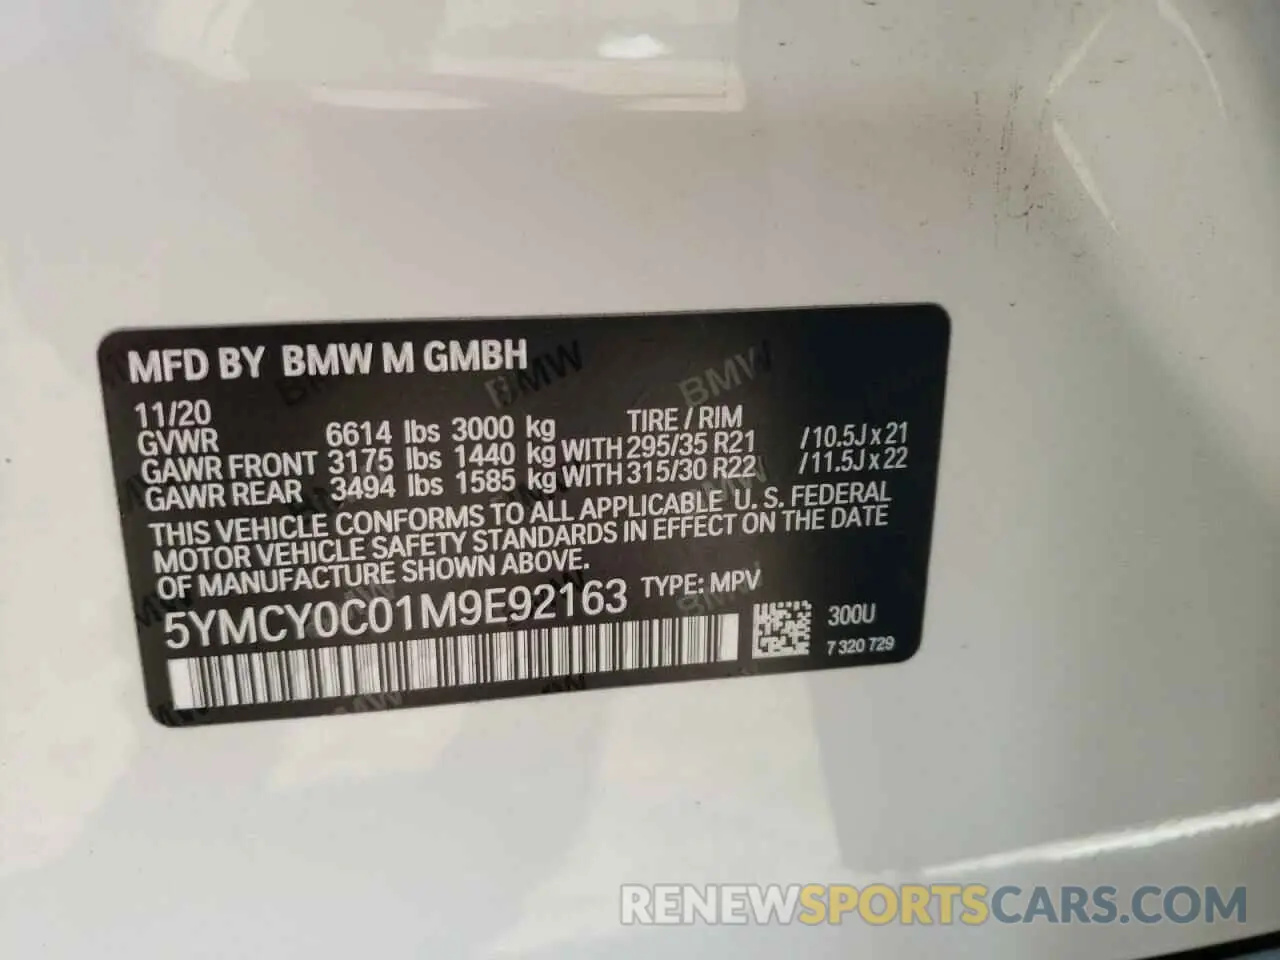 MFD BY BMW M GMBH
11/20 TIRE / RIM
GVWR 6614 lbs 3000 kg
GAWR FRONT 3175 lbs 1440 kg WITH 295/35 R21 /10.5J x 21
GAWR REAR 3494 lbs 1585 kg WITH 315/30 R22 /11.5J x 22
THIS VEHICLE CONFORMS TO ALL APPLICABLE U. S. FEDERAL
MOTOR VEHICLE SAFETY STANDARDS IN EFFECT ON THE DATE
OF MANUFACTURE SHOWN ABOVE.
5YMCY0C01M9E92163 TYPE: MPV
300U
7 320 729
RENEWSPORTSCARS.COM